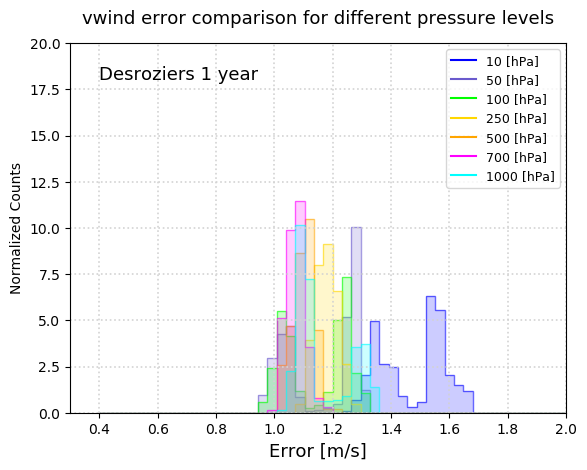 vwind error comparison for different pressure levels
Desroziers 1 year
10 [hPa]
50 [hPa]
100 [hPa]
250 [hPa]
500 [hPa]
700 [hPa]
1000 [hPa]
Normalized Counts
20.0
17.5
15.0
12.5
10.0
7.5
5.0
2.5
0.0
0.4 0.6 0.8 1.0 1.2 1.4 1.6 1.8 2.0
Error [m/s]